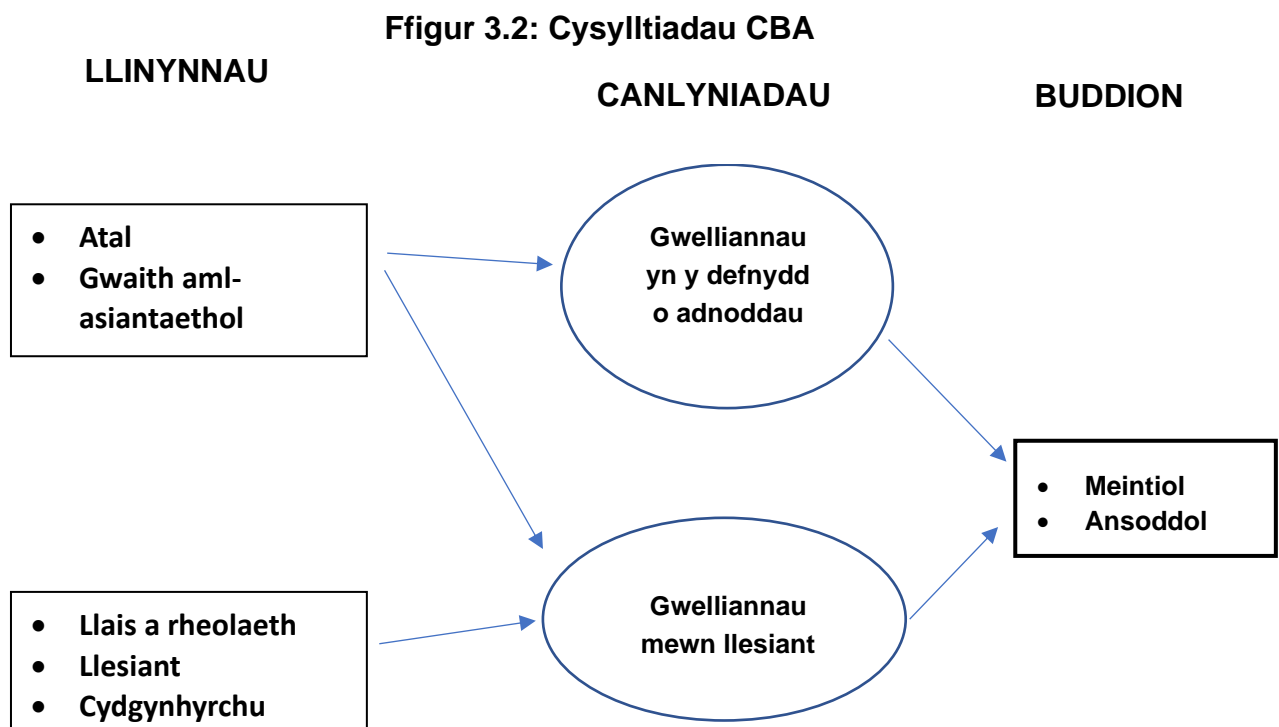 Ffigur 3.2: Cysylltiadau CBA
LLINYNNAU
CANLYNIADAU
BUDDION
• Atal
• Gwaith aml-
asiantaethol
Gwelliannau
yn y defnydd
o adnoddau
• Meintiol
• Ansoddol
• Llais a rheolaeth
• Llesiant
• Cydgynhyrchu
Gwelliannau
mewn llesiant